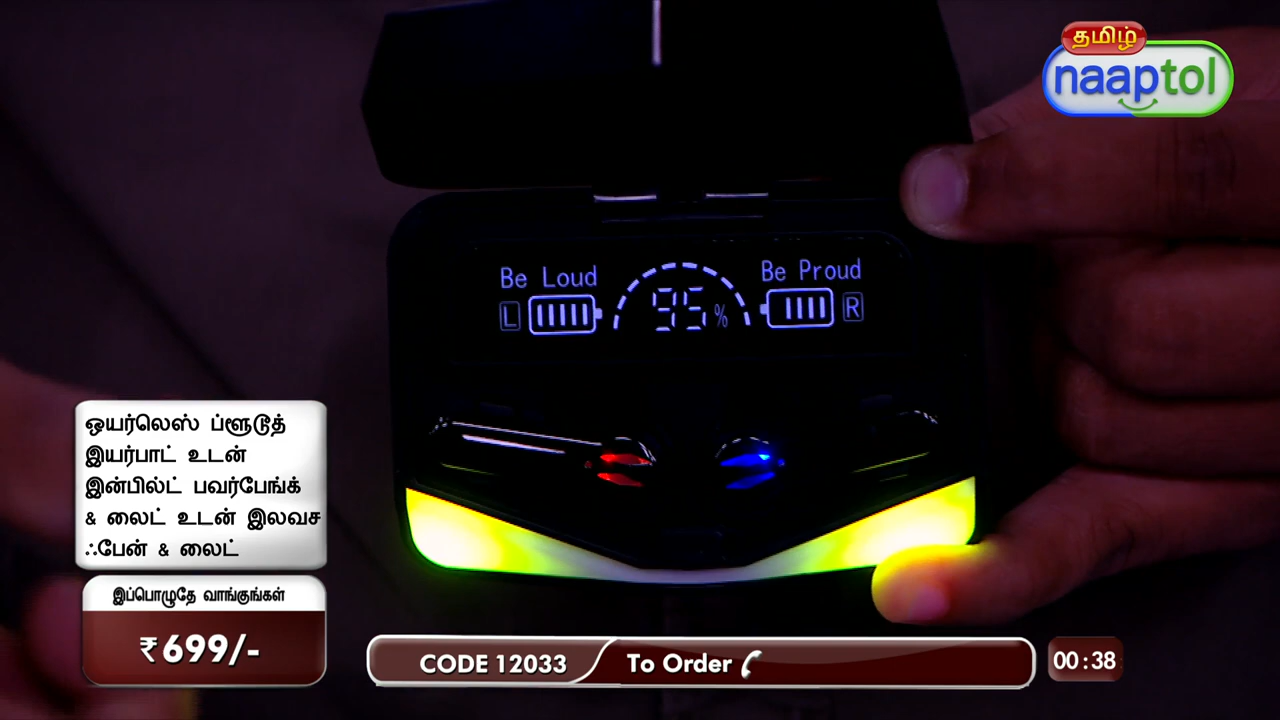 தமிழ்
naaptol
Be Loud
Be Proud
L
95%
R
ஒயர்லெஸ் ப்ளூடூத்
இயர்பாட் உடன்
இன்பில்ட் பவர்பேங்க்
& லைட் உடன் இலவச
ஃபேன் & லைட்
இப்பொழுதே வாங்குங்கள்
₹699/-
CODE 12033
To Order
00:38